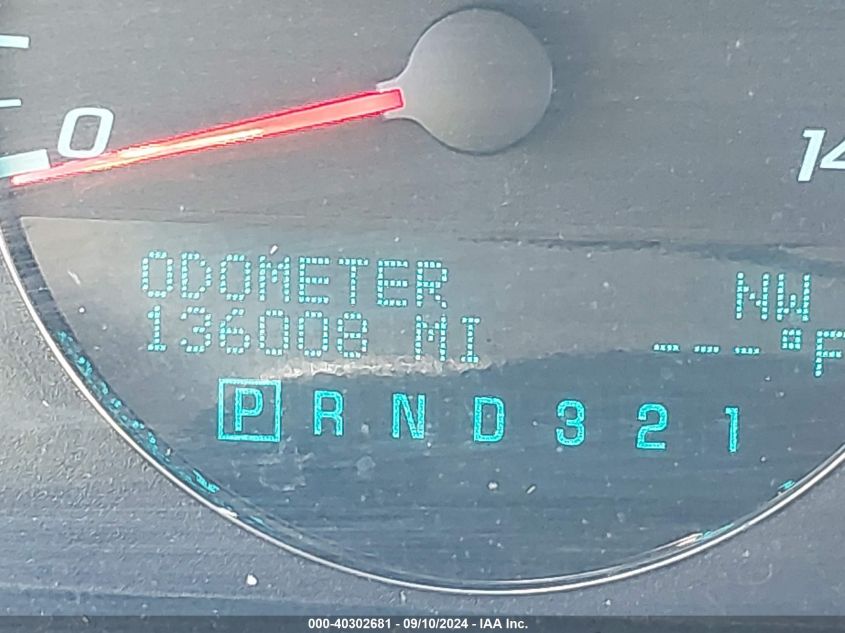 0
14
ODOMETER NW
136008 MI ---°F
P R N D 3 2 1
000-40302681 - 09/10/2024 - IAA Inc.